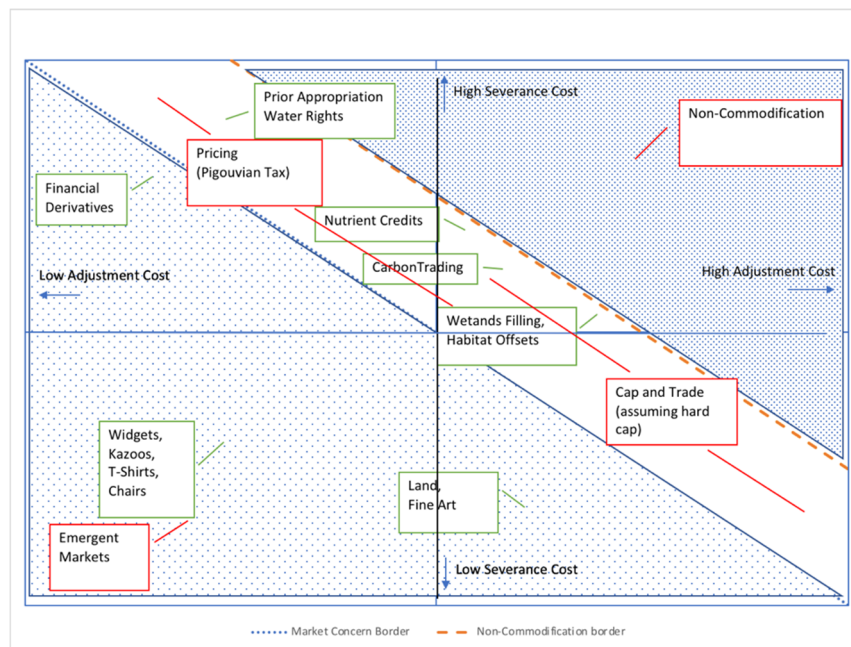 High Severance Cost
Prior Appropriation
Water Rights
Non-Commodification
Pricing
(Pigouvian Tax)
Financial
Derivatives
Nutrient Credits
CarbonTrading
Low Adjustment Cost
High Adjustment Cost
Wetands Filling,
Habitat Offsets
Cap and Trade
(assuming hard
cap)
Widgets,
Kazoos,
T-Shirts,
Chairs
Land,
Fine Art
Emergent
Markets
Low Severance Cost
Market Concern Border
Non-Commodification border